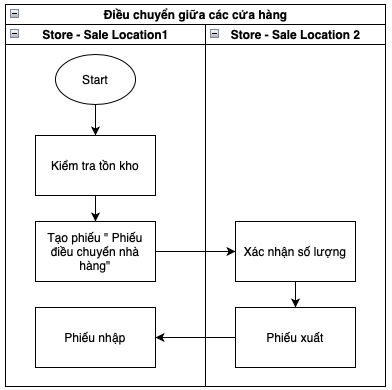 Điều chuyển giữa các cửa hàng
Store - Sale Location1
Store - Sale Location 2
Start
Kiểm tra tồn kho
Tạo phiếu " Phiếu
điều chuyển nhà
hàng"
Xác nhận số lượng
Phiếu nhập
Phiếu xuất